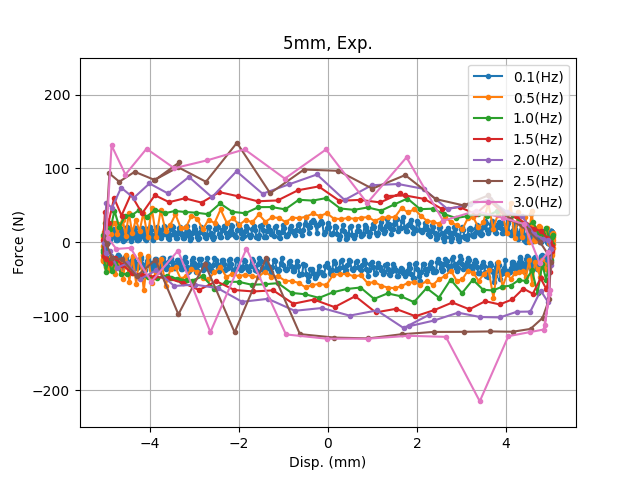 5mm, Exp.
0.1(Hz)
0.5(Hz)
1.0(Hz)
1.5(Hz)
2.0(Hz)
2.5(Hz)
3.0(Hz)
Force (N)
200
100
0
−100
−200
−4
−2
0
2
4
Disp. (mm)